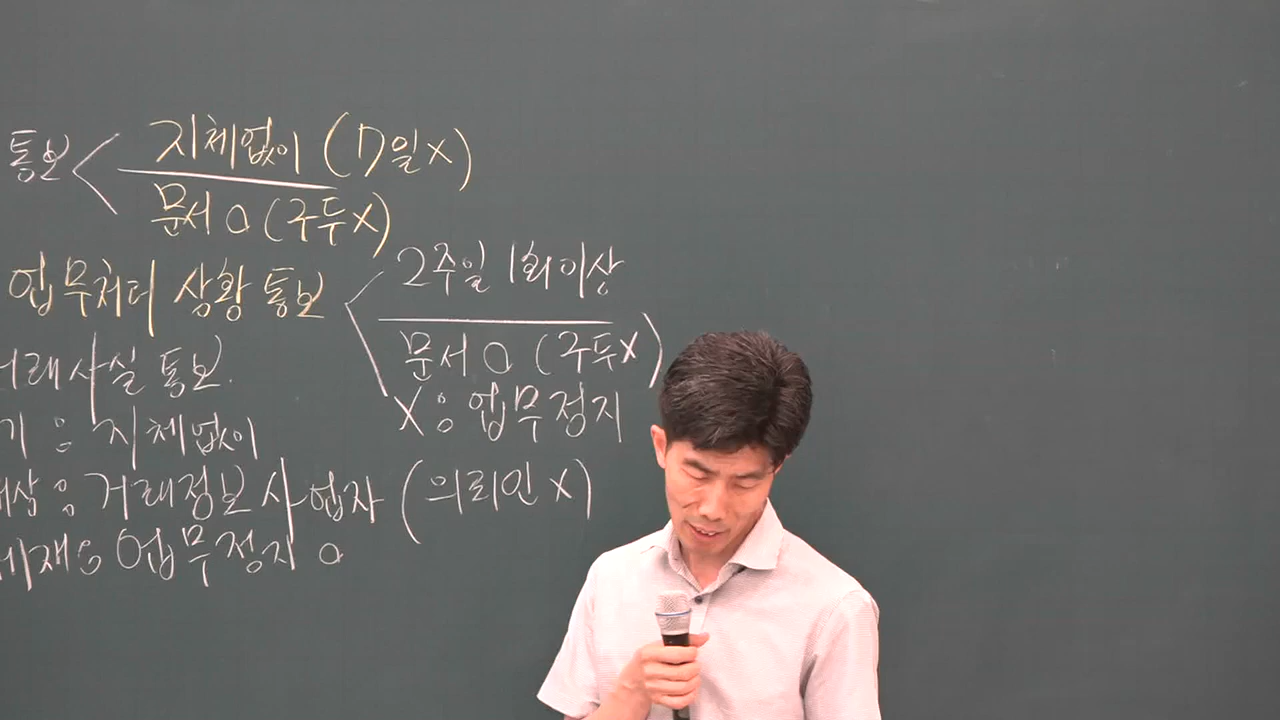 통보 < 지체없이 (7일X)
문서 O (구두X)
업무처리 상황 통보 < 2주일 1회 이상
문서 O (구두X)
X: 업무정지
거래사실 통보.
기: 지체없이
대상: 거래정보사업자 (의뢰인 X)
제재: 업무정지 O